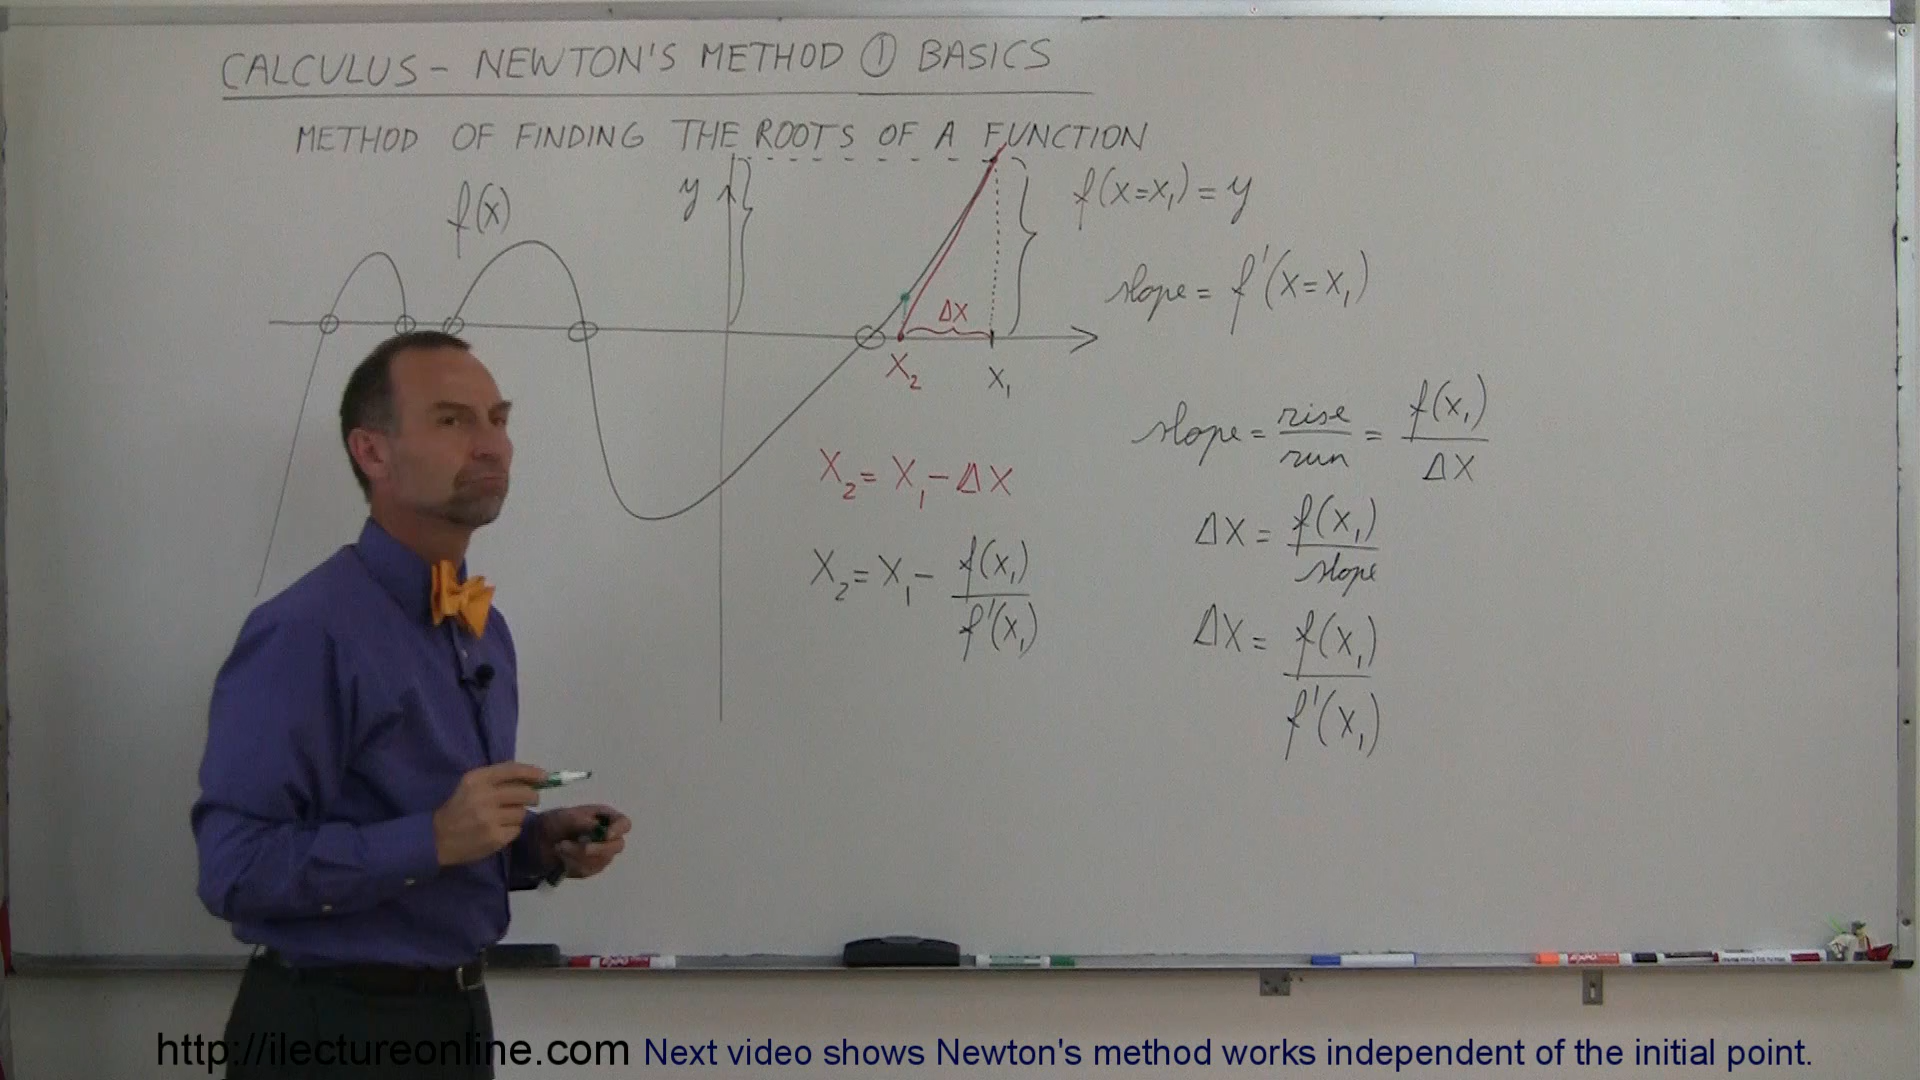 CALCULUS - NEWTON'S METHOD ① BASICS
METHOD OF FINDING THE ROOTS OF A FUNCTION
f(x)
y
f(x=x₁) = y
slope = f'(x=x₁)
Δx
x₂
x₁
slope = rise/run = f(x₁)/Δx
x₂ = x₁ - Δx
Δx = f(x₁)/slope
x₂ = x₁ - f(x₁)/f'(x₁)
Δx = f(x₁)/f'(x₁)
EXPO
http://ilectureonline.com Next video shows Newton's method works independent of the initial point.